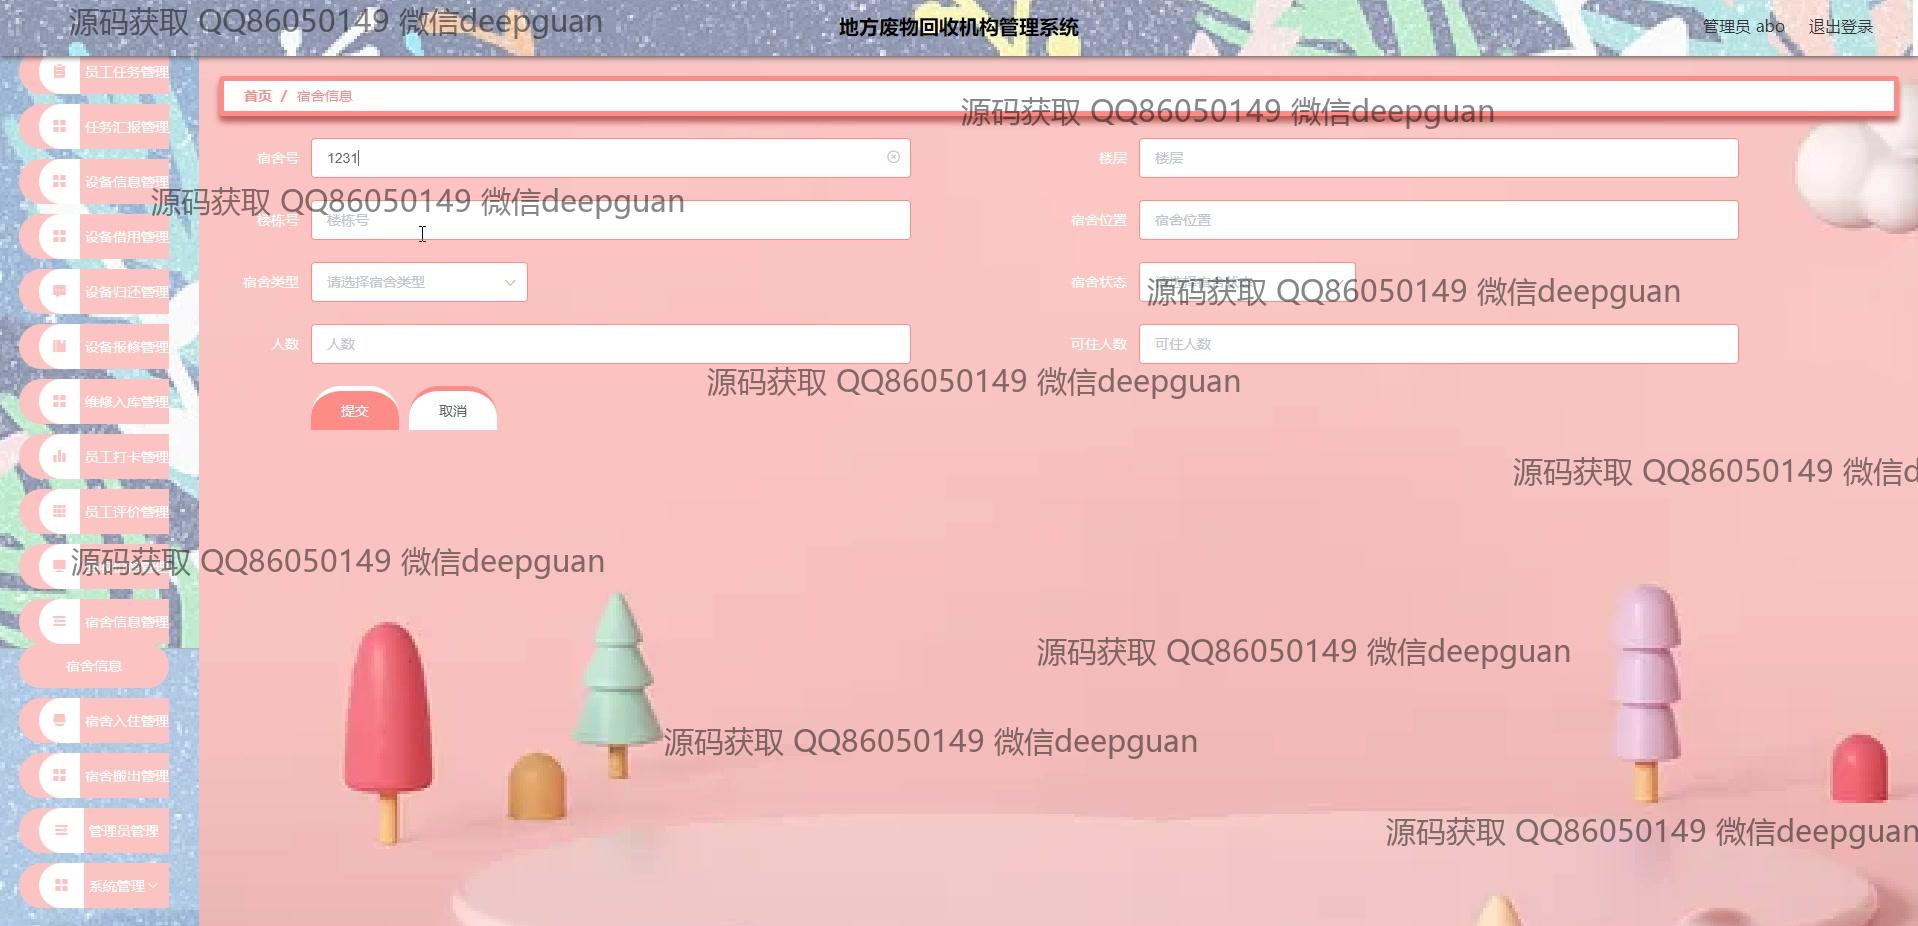 源码获取 QQ86050149 微信deepguan
地方废物回收机构管理系统
管理员 abo 退出登录
员工任务管理
任务汇报管理
设备信息管理
设备借用管理
设备归还管理
设备报修管理
维修入库管理
员工打卡管理
员工评价管理
宿舍信息管理
宿舍信息
宿舍入住管理
宿舍搬出管理
管理员管理
系统管理
首页 / 宿舍信息
源码获取 QQ86050149 微信deepguan
宿舍号 1231 楼层 楼层
源码获取 QQ86050149 微信deepguan
楼栋号 楼栋号 宿舍位置 宿舍位置
宿舍类型 请选择宿舍类型 宿舍状态
源码获取 QQ86050149 微信deepguan
人数 人数 可住人数 可住人数
源码获取 QQ86050149 微信deepguan
提交 取消
源码获取 QQ86050149 微信d
源码获取 QQ86050149 微信deepguan
源码获取 QQ86050149 微信deepguan
源码获取 QQ86050149 微信deepguan
源码获取 QQ86050149 微信deepguan